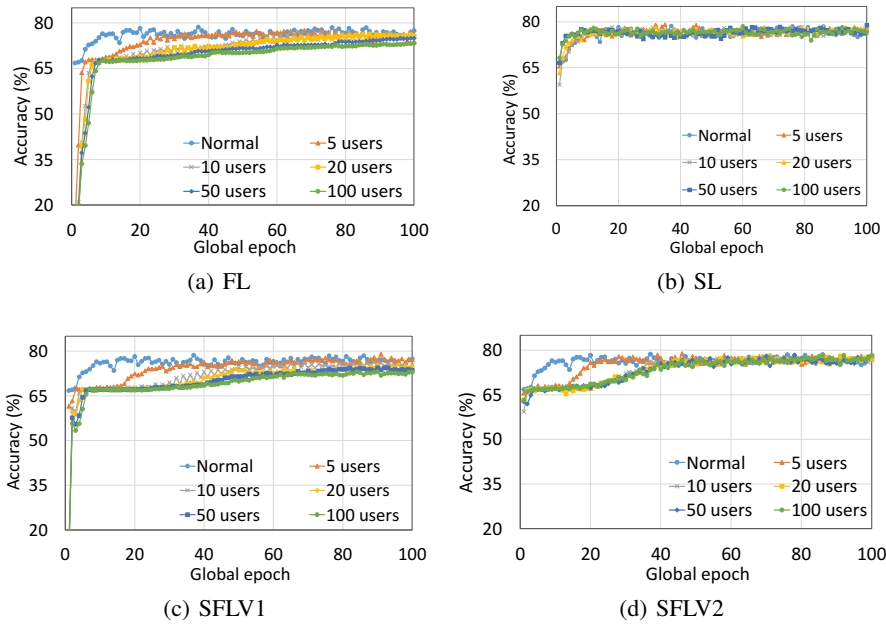 80
65
50
35
20
0 20 40 60 80 100
Accuracy (%)
Global epoch
Normal 5 users
10 users 20 users
50 users 100 users
(a) FL
80
65
50
35
20
0 20 40 60 80 100
Accuracy (%)
Global epoch
Normal 5 users
10 users 20 users
50 users 100 users
(b) SL
80
65
50
35
20
0 20 40 60 80 100
Accuracy (%)
Global epoch
Normal 5 users
10 users 20 users
50 users 100 users
(c) SFLV1
80
65
50
35
20
0 20 40 60 80 100
Accuracy (%)
Global epoch
Normal 5 users
10 users 20 users
50 users 100 users
(d) SFLV2